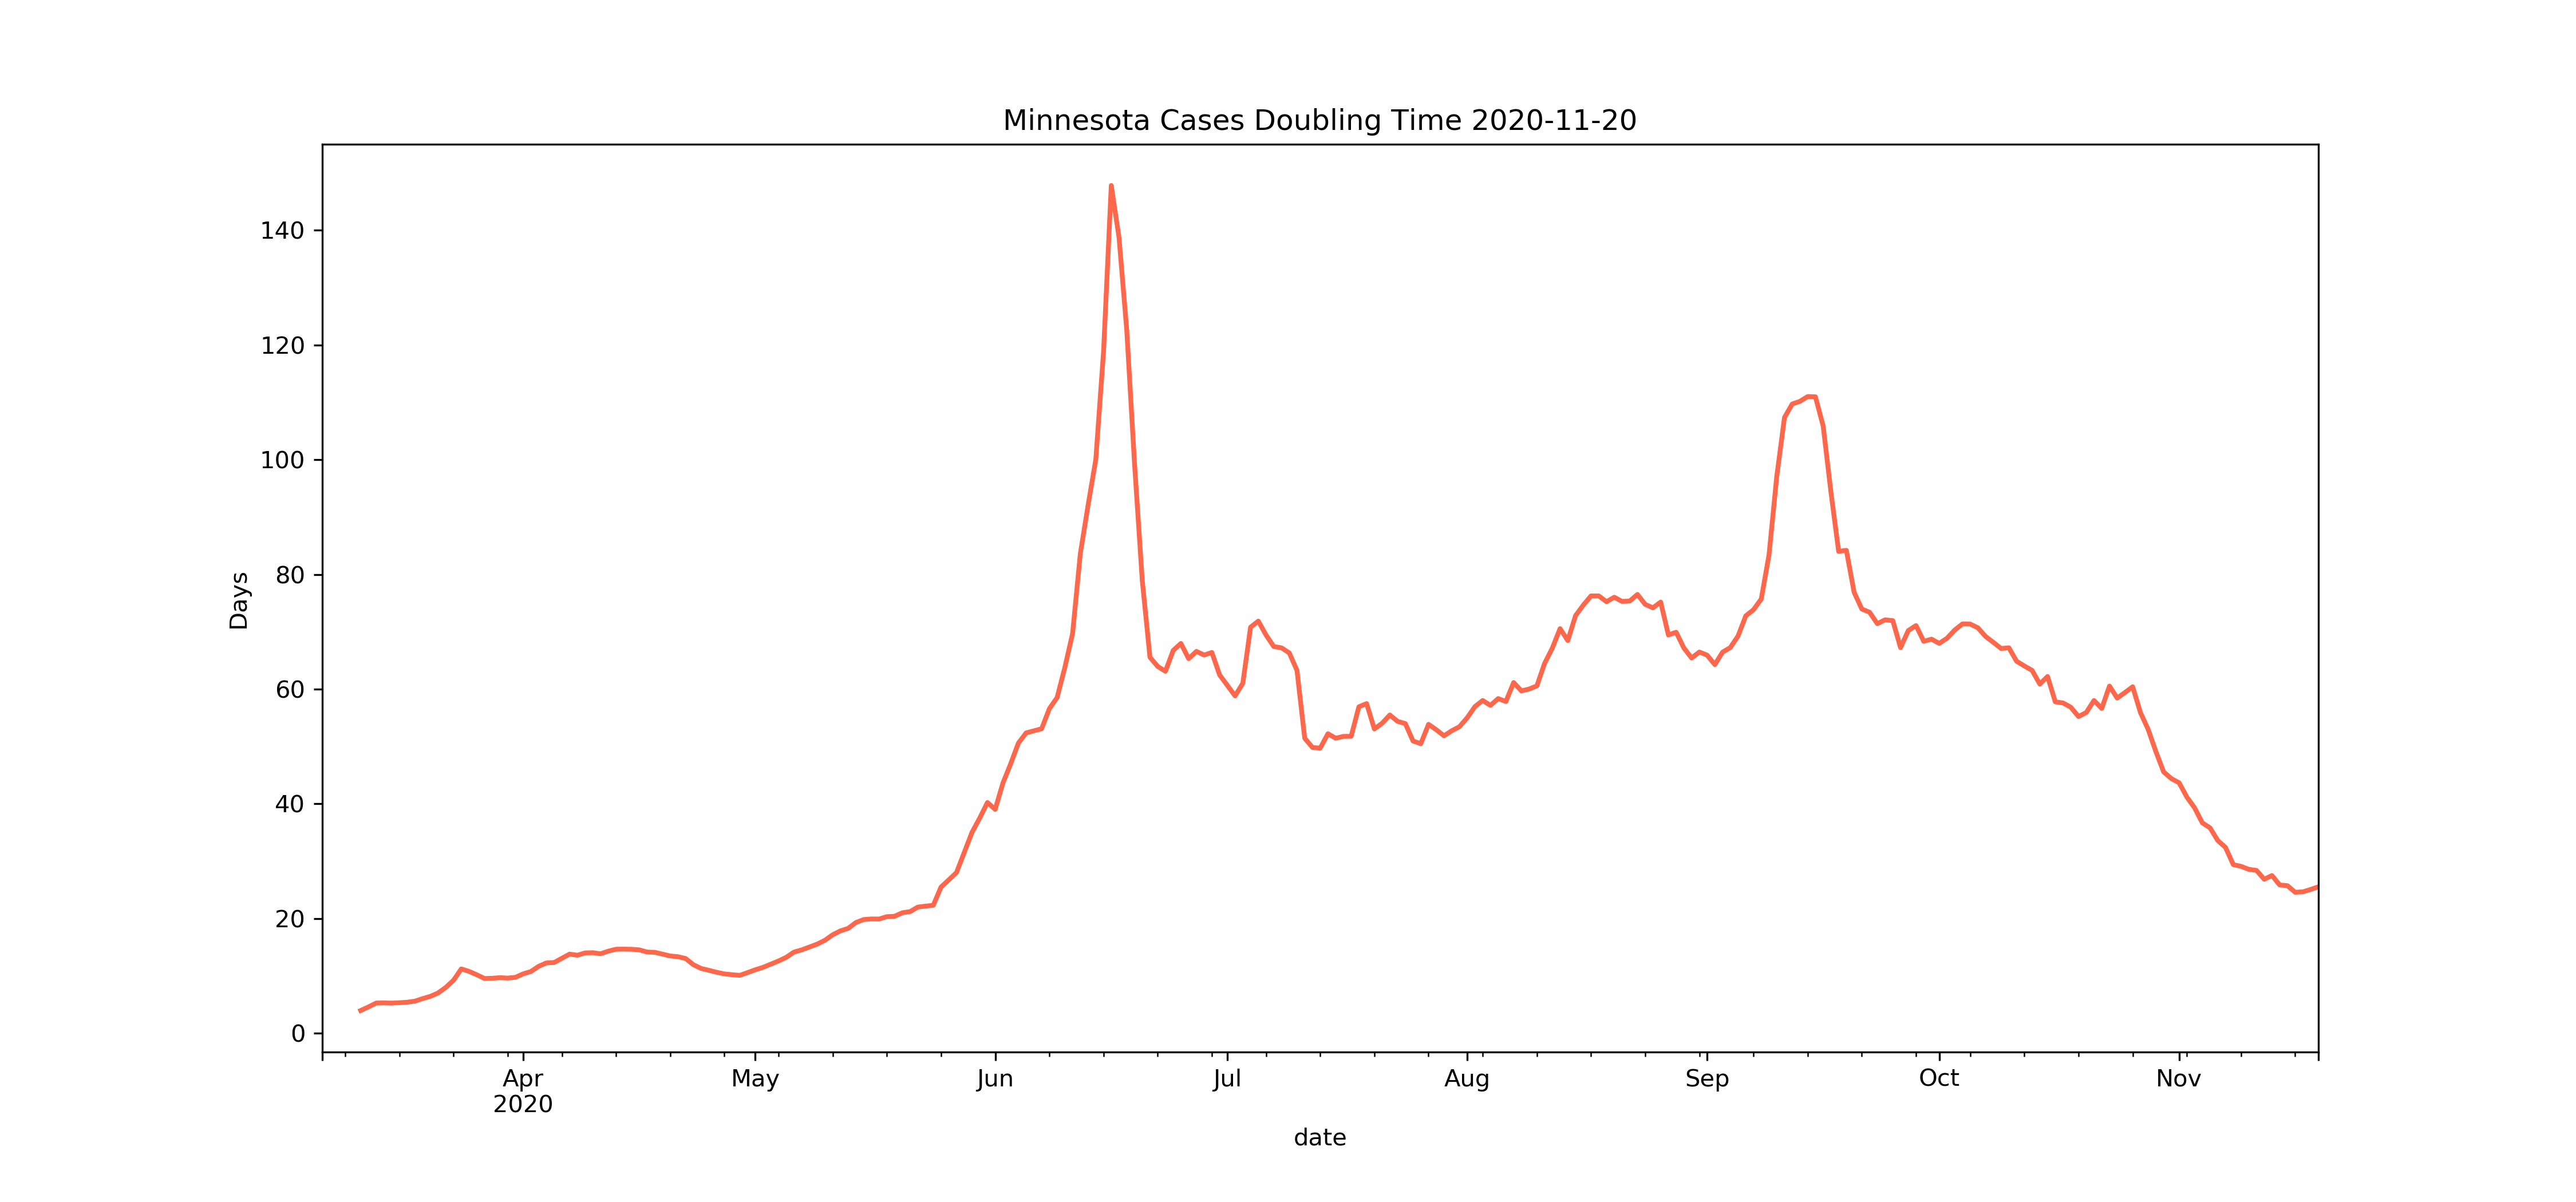 Minnesota Cases Doubling Time 2020-11-20
Days
140
120
100
80
60
40
20
0
Apr May Jun Jul Aug Sep Oct Nov
2020
date